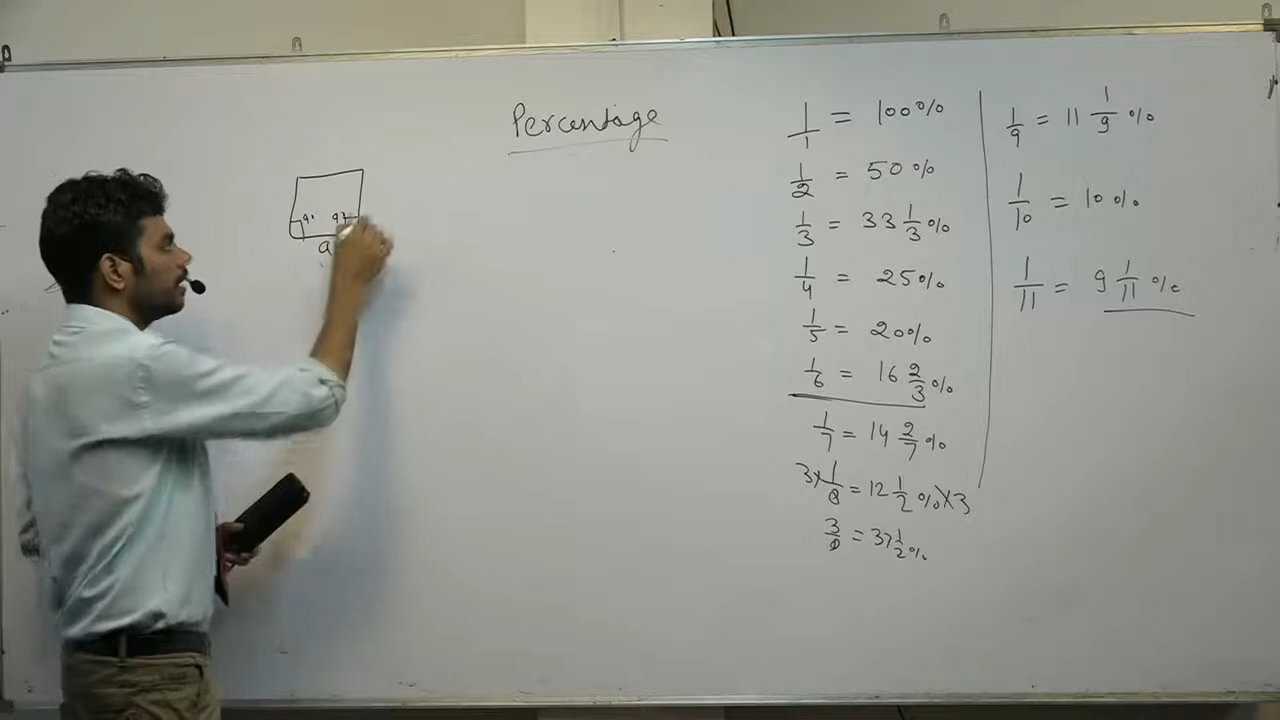 Percentage
90 90
a
1/1 = 100%
1/2 = 50%
1/3 = 33 1/3 %
1/4 = 25%
1/5 = 20%
1/6 = 16 2/3 %
1/7 = 14 2/7 %
3×1/8 = 12 1/2 %×3
3/8 = 37 1/2 %
1/9 = 11 1/9 %
1/10 = 10%
1/11 = 9 1/11 %